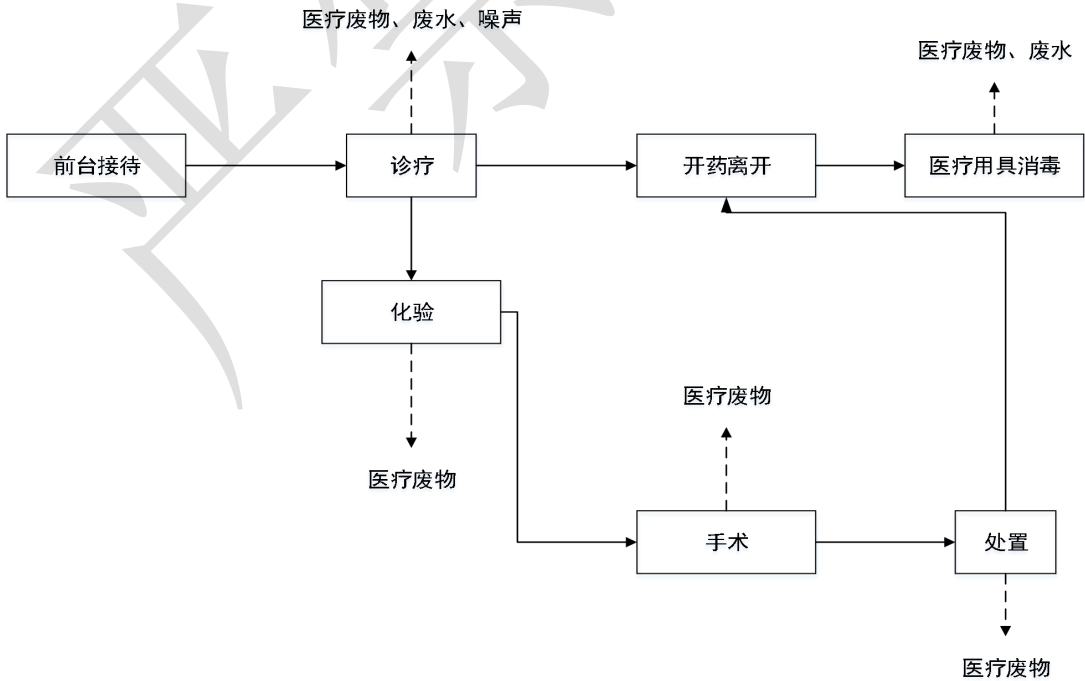 医疗废物、废水、噪声
医疗废物、废水
前台接待
诊疗
开药离开
医疗用具消毒
化验
医疗废物
医疗废物
手术
处置
医疗废物